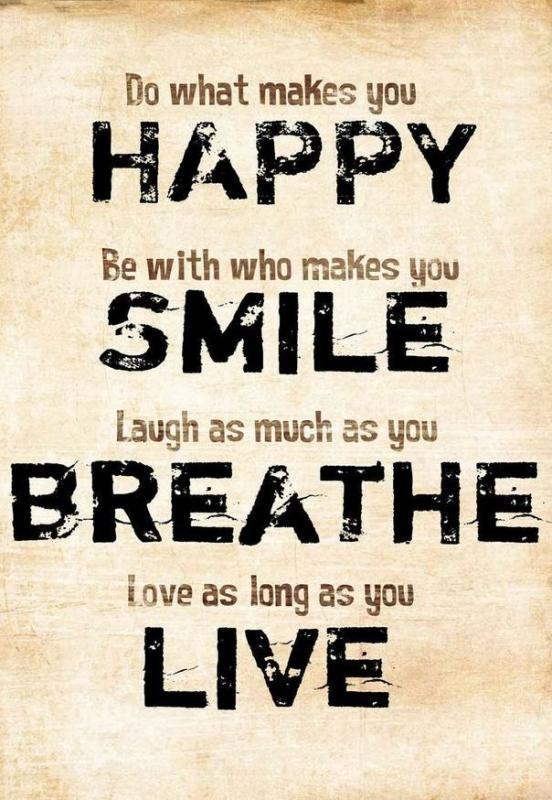 Do what makes you
HAPPY
Be with who makes you
SMILE
Laugh as much as you
BREATHE
Love as long as you
LIVE